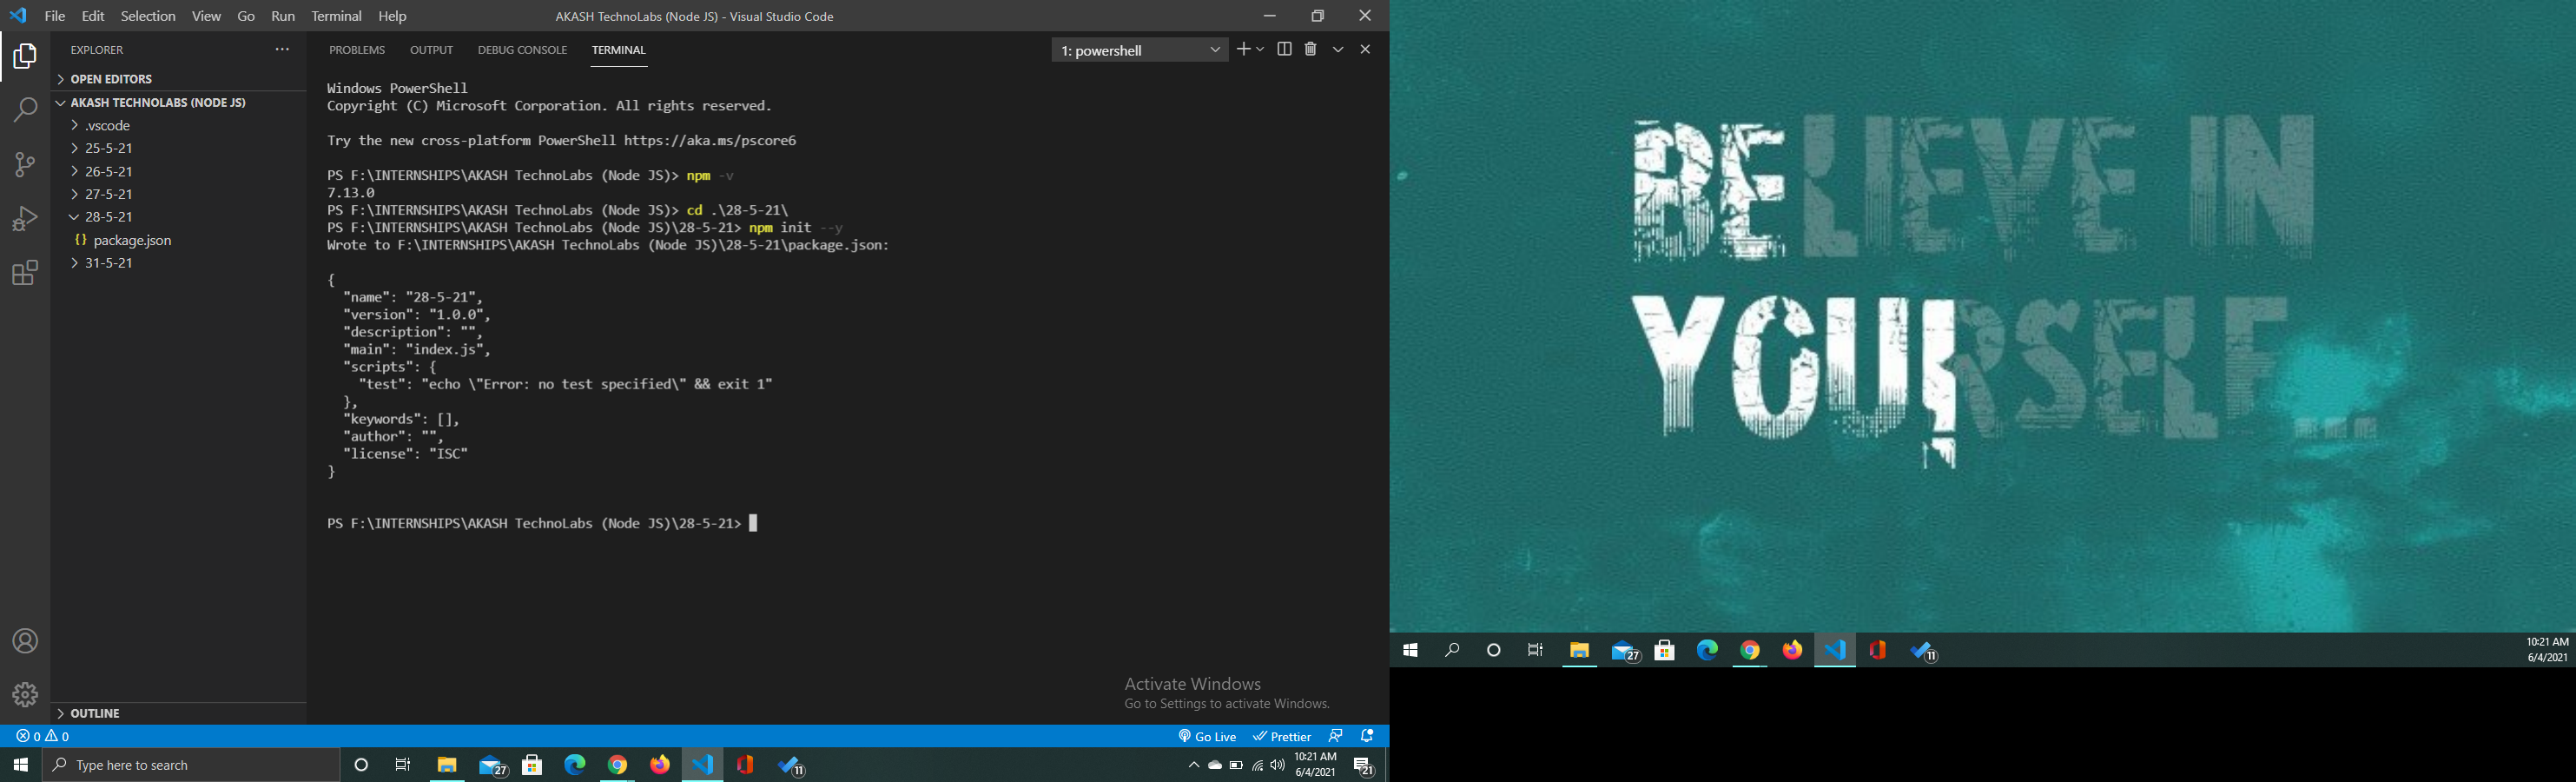 File Edit Selection View Go Run Terminal Help
AKASH TechnoLabs (Node JS) - Visual Studio Code
EXPLORER
OPEN EDITORS
AKASH TECHNOLABS (NODE JS)
.vscode
25-5-21
26-5-21
27-5-21
28-5-21
{} package.json
31-5-21
OUTLINE
PROBLEMS OUTPUT DEBUG CONSOLE TERMINAL
1: powershell
Windows PowerShell
Copyright (C) Microsoft Corporation. All rights reserved.
Try the new cross-platform PowerShell https://aka.ms/pscore6
PS F:\INTERNSHIPS\AKASH TechnoLabs (Node JS)> npm -v
7.13.0
PS F:\INTERNSHIPS\AKASH TechnoLabs (Node JS)> cd .\28-5-21\
PS F:\INTERNSHIPS\AKASH TechnoLabs (Node JS)\28-5-21> npm init --y
Wrote to F:\INTERNSHIPS\AKASH TechnoLabs (Node JS)\28-5-21\package.json:
{
"name": "28-5-21",
"version": "1.0.0",
"description": "",
"main": "index.js",
"scripts": {
"test": "echo \"Error: no test specified\" && exit 1"
},
"keywords": [],
"author": "",
"license": "ISC"
}
PS F:\INTERNSHIPS\AKASH TechnoLabs (Node JS)\28-5-21>
Activate Windows
Go to Settings to activate Windows.
0 0
Go Live Prettier
Type here to search
27
11
10:21 AM
6/4/2021
21
BELIEVE IN
YOURSELF...
27
11
10:21 AM
6/4/2021